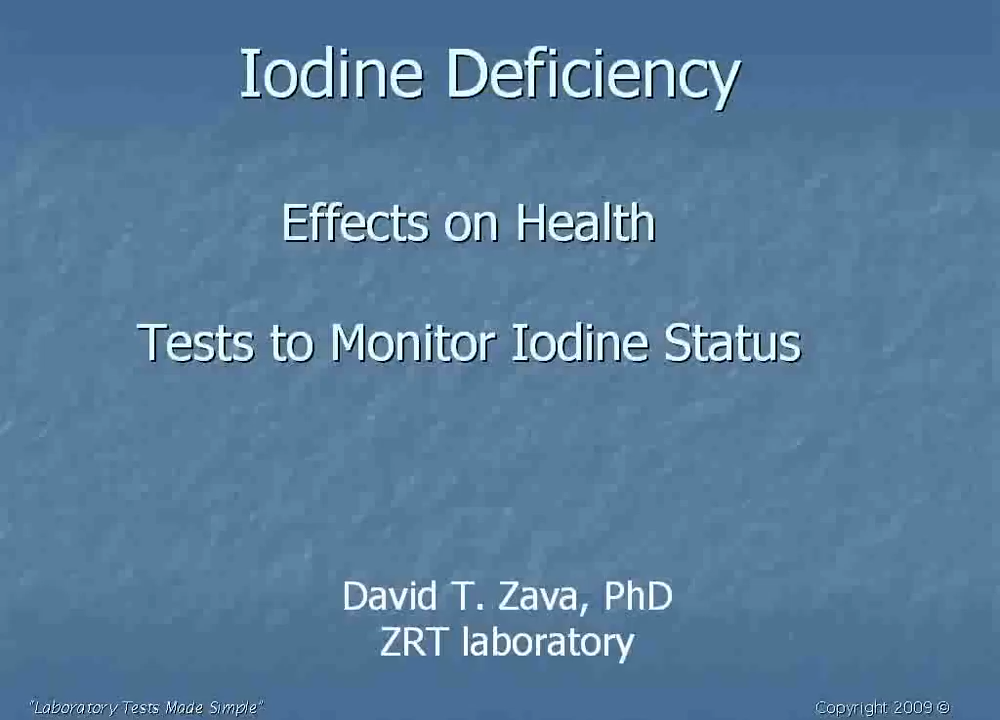 Iodine Deficiency
Effects on Health
Tests to Monitor Iodine Status
David T. Zava, PhD
ZRT laboratory
"Laboratory Tests Made Simple"
Copyright 2009 ©